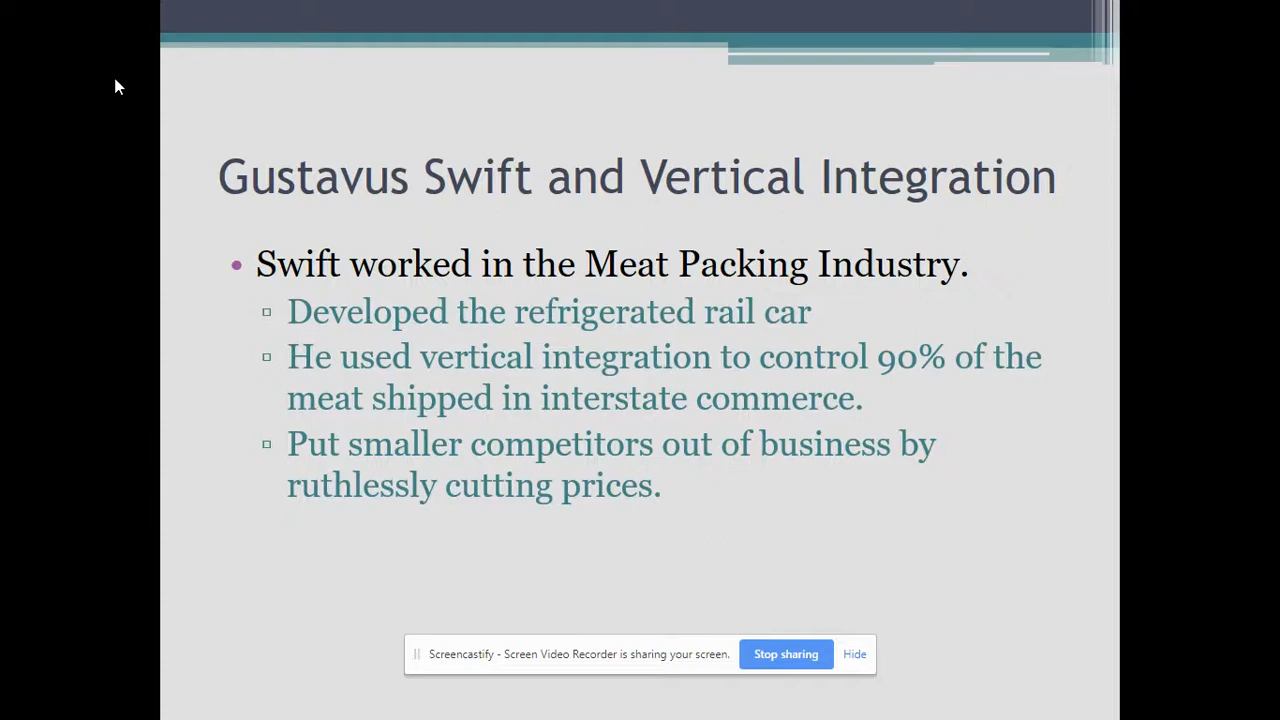 Gustavus Swift and Vertical Integration
• Swift worked in the Meat Packing Industry.
▫ Developed the refrigerated rail car
▫ He used vertical integration to control 90% of the
meat shipped in interstate commerce.
▫ Put smaller competitors out of business by
ruthlessly cutting prices.
Screencastify - Screen Video Recorder is sharing your screen. Stop sharing Hide